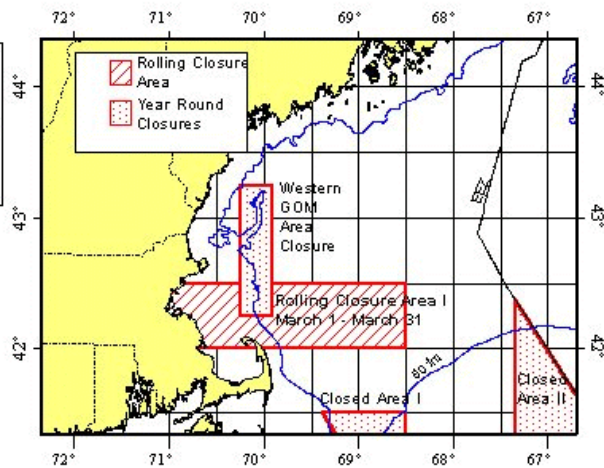 72° 71° 70° 69° 68° 67°
Rolling Closure
Area
Year Round
Closures
44° 44°
43° 43°
Western
GOM
Area
Closure
Rolling Closure Area I
March 1 - March 31
42° 42°
Closed Area I
Closed
Area II
72° 71° 70° 69° 68° 67°